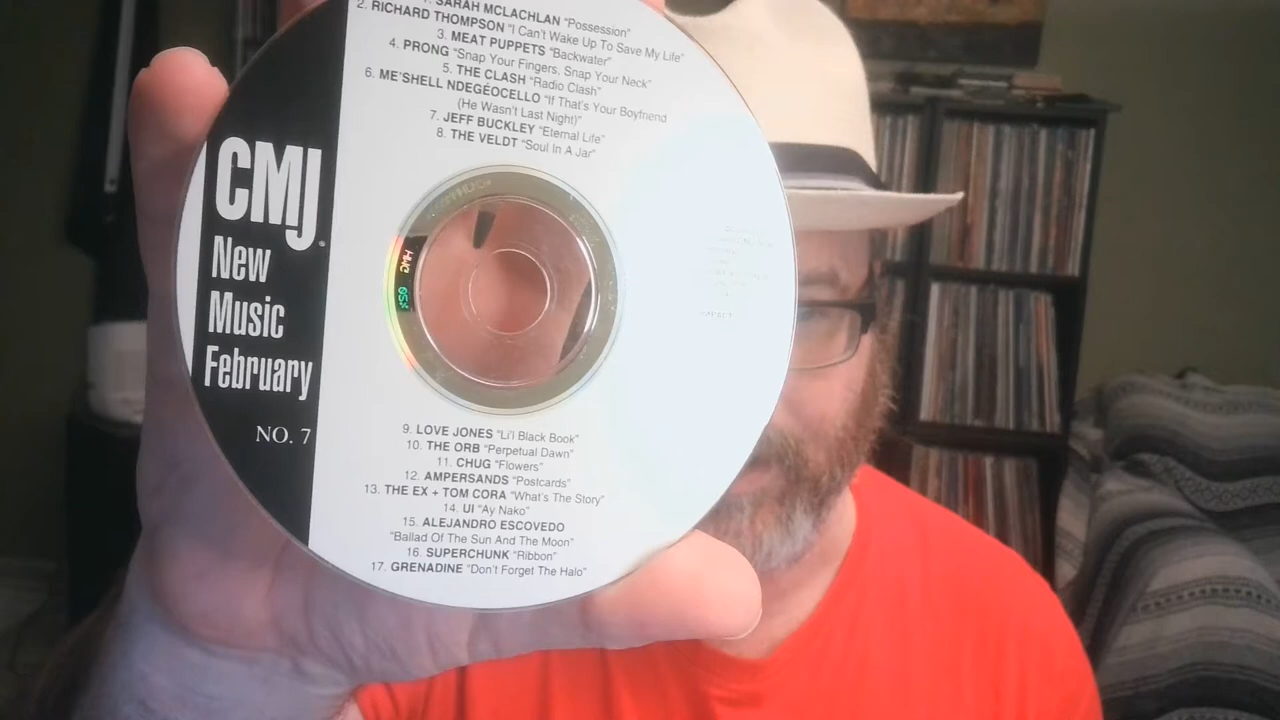 1. SARAH MCLACHLAN "Possession"
2. RICHARD THOMPSON "I Can't Wake Up To Save My Life"
3. MEAT PUPPETS "Backwater"
4. PRONG "Snap Your Fingers, Snap Your Neck"
5. THE CLASH "Radio Clash"
6. ME'SHELL NDEGÉOCELLO "If That's Your Boyfriend
(He Wasn't Last Night)"
7. JEFF BUCKLEY "Eternal Life"
8. THE VELDT "Soul In A Jar"
CMJ
New
Music
February
NO. 7
9. LOVE JONES "Li'l Black Book"
10. THE ORB "Perpetual Dawn"
11. CHUG "Flowers"
12. AMPERSANDS "Postcards"
13. THE EX + TOM CORA "What's The Story"
14. UI "Ay Nako"
15. ALEJANDRO ESCOVEDO
"Ballad Of The Sun And The Moon"
16. SUPERCHUNK "Ribbon"
17. GRENADINE "Don't Forget The Halo"